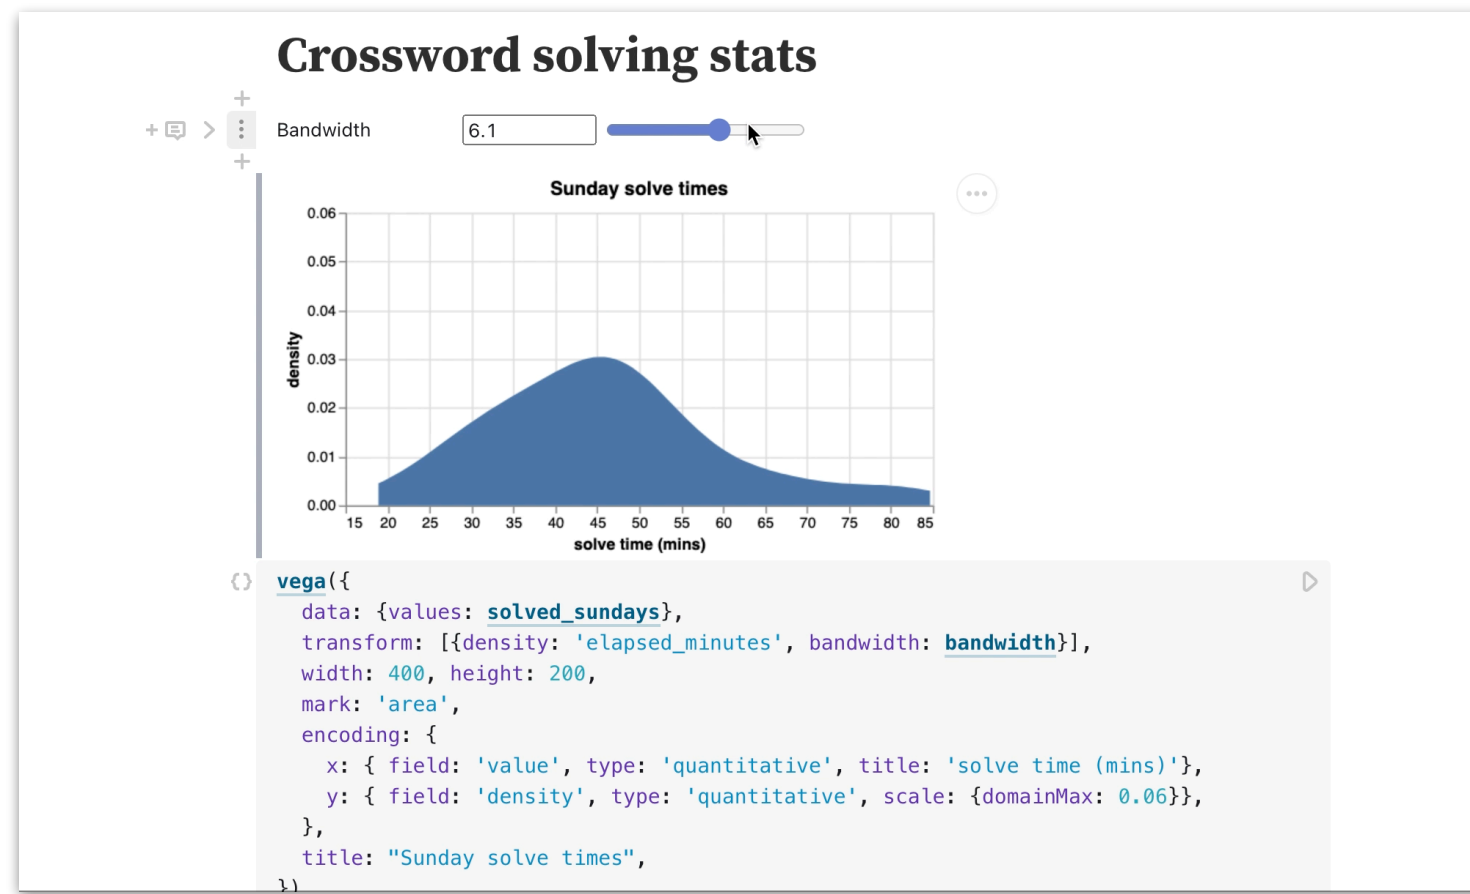 Crossword solving stats
Bandwidth 6.1
Sunday solve times
0.06
0.05
0.04
0.03
0.02
0.01
0.00
density
15 20 25 30 35 40 45 50 55 60 65 70 75 80 85
solve time (mins)
vega({
  data: {values: solved_sundays},
  transform: [{density: 'elapsed_minutes', bandwidth: bandwidth}],
  width: 400, height: 200,
  mark: 'area',
  encoding: {
    x: { field: 'value', type: 'quantitative', title: 'solve time (mins)'},
    y: { field: 'density', type: 'quantitative', scale: {domainMax: 0.06}},
  },
  title: "Sunday solve times",
})